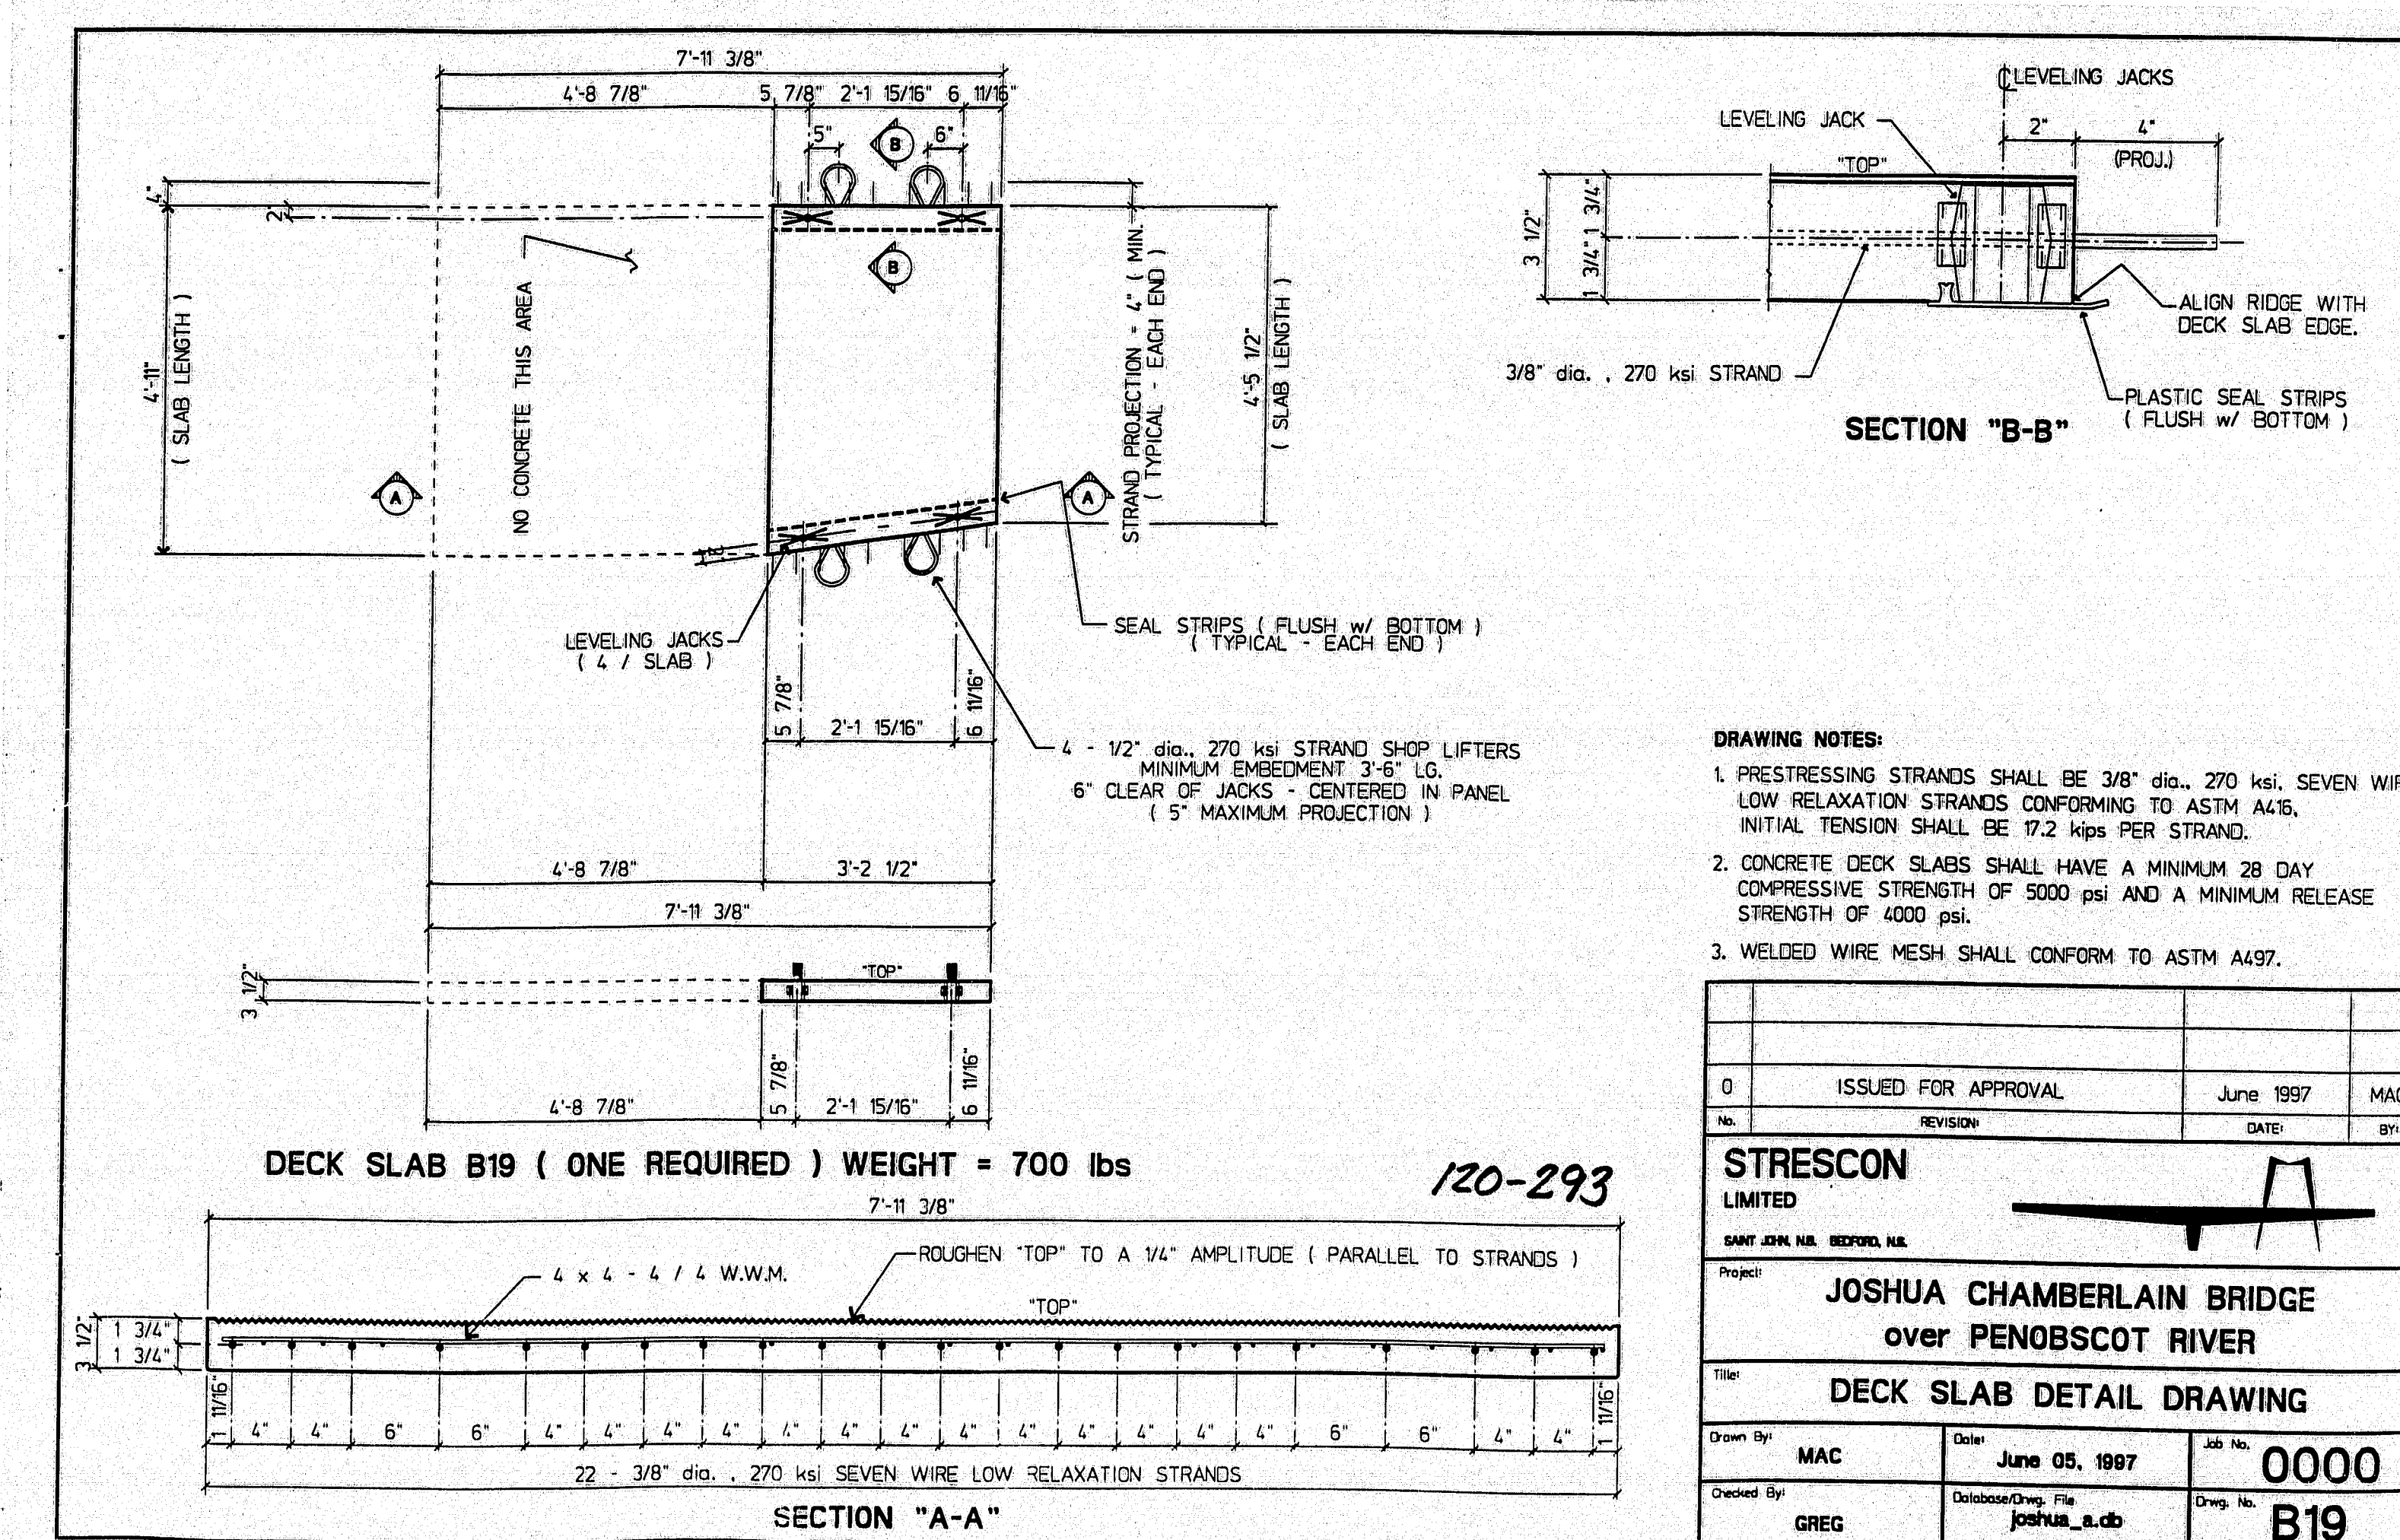 7'-11 3/8"
4'-8 7/8"
5 7/8"
2'-1 15/16"
6 11/16"
5"
6"
B
4"
2"
NO CONCRETE THIS AREA
B
4'-11"
( SLAB LENGTH )
STRAND PROJECTION = 4" ( MIN.
( TYPICAL - EACH END )
4'-5 1/2"
( SLAB LENGTH )
A
A
2"
LEVELING JACKS
( 4 / SLAB )
SEAL STRIPS ( FLUSH w/ BOTTOM )
( TYPICAL - EACH END )
5 7/8"
2'-1 15/16"
6 11/16"
4 - 1/2" dia., 270 ksi STRAND SHOP LIFTERS
MINIMUM EMBEDMENT 3'-6" LG.
6" CLEAR OF JACKS - CENTERED IN PANEL
( 5" MAXIMUM PROJECTION )
4'-8 7/8"
3'-2 1/2"
7'-11 3/8"
3 1/2"
"TOP"
4'-8 7/8"
5 7/8"
2'-1 15/16"
6 11/16"
DECK SLAB B19 ( ONE REQUIRED ) WEIGHT = 700 lbs
120-293
7'-11 3/8"
ROUGHEN "TOP" TO A 1/4" AMPLITUDE ( PARALLEL TO STRANDS )
4 x 4 - 4 / 4 W.W.M.
"TOP"
3 1/2"
1 3/4"
1 3/4"
1 11/16"
4"
4"
6"
6"
4"
4"
4"
4"
4"
4"
4"
4"
4"
4"
4"
4"
4"
6"
6"
4"
4"
1 11/16"
22 - 3/8" dia. , 270 ksi SEVEN WIRE LOW RELAXATION STRANDS
SECTION "A-A"
℄ LEVELING JACKS
LEVELING JACK
2"
4"
(PROJ.)
"TOP"
3 1/2"
1 3/4"
1 3/4"
ALIGN RIDGE WITH
DECK SLAB EDGE.
3/8" dia. , 270 ksi STRAND
PLASTIC SEAL STRIPS
( FLUSH w/ BOTTOM )
SECTION "B-B"
DRAWING NOTES:
1. PRESTRESSING STRANDS SHALL BE 3/8" dia., 270 ksi, SEVEN WIR
LOW RELAXATION STRANDS CONFORMING TO ASTM A416,
INITIAL TENSION SHALL BE 17.2 kips PER STRAND.
2. CONCRETE DECK SLABS SHALL HAVE A MINIMUM 28 DAY
COMPRESSIVE STRENGTH OF 5000 psi AND A MINIMUM RELEASE
STRENGTH OF 4000 psi.
3. WELDED WIRE MESH SHALL CONFORM TO ASTM A497.
0 ISSUED FOR APPROVAL June 1997 MAC
No. REVISION: DATE: BY:
STRESCON
LIMITED
SAINT JOHN, N.B. BEDFORD, N.S.
Project:
JOSHUA CHAMBERLAIN BRIDGE
over PENOBSCOT RIVER
Title:
DECK SLAB DETAIL DRAWING
Drawn By:
MAC
Date:
June 05, 1997
Job No.
0000
Checked By:
GREG
Database/Drwg. File
joshua_a.db
Drwg. No.
B19